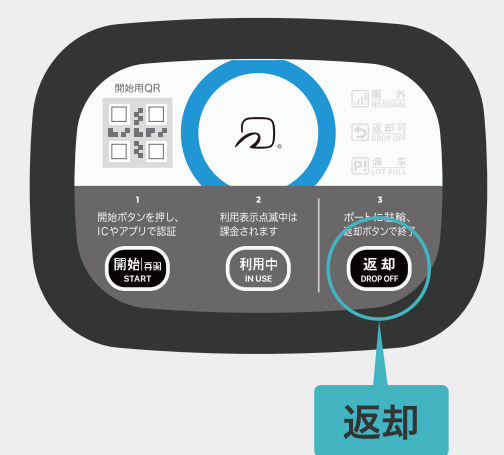 開始用QR
圏外
NO SIGNAL
返却可
DROP OFF
満車
LOT FULL
1
開始ボタンを押し、
ICやアプリで認証
開始|再開
START
2
利用表示点滅中は
課金されます
利用中
IN USE
3
ポートに駐輪、
返却ボタンで終了
返却
DROP OFF
返却